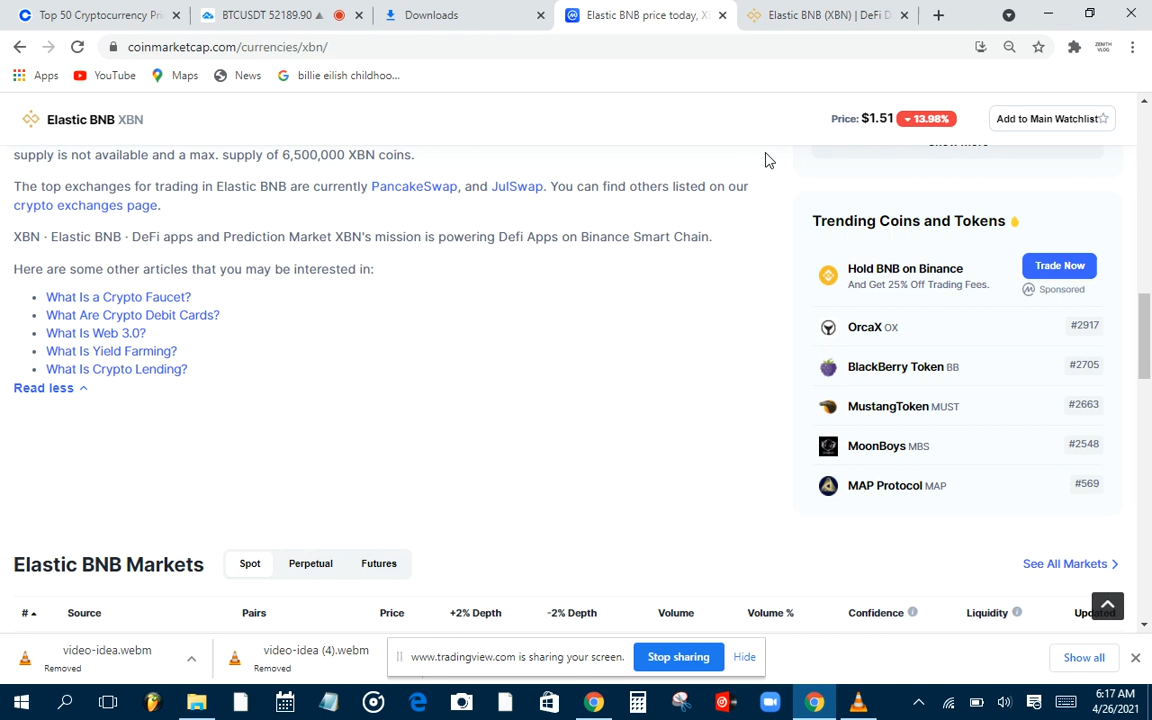 Top 50 Cryptocurrency Pri
BTCUSDT 52189.90
Downloads
Elastic BNB price today, X
Elastic BNB (XBN) | DeFi D
coinmarketcap.com/currencies/xbn/
ZENITH VLOG
Apps
YouTube
Maps
News
billie eilish childhoo...
Elastic BNB XBN
Price: $1.51 13.98%
Add to Main Watchlist
supply is not available and a max. supply of 6,500,000 XBN coins.
The top exchanges for trading in Elastic BNB are currently PancakeSwap, and JulSwap. You can find others listed on our
crypto exchanges page.
XBN · Elastic BNB · DeFi apps and Prediction Market XBN's mission is powering Defi Apps on Binance Smart Chain.
Here are some other articles that you may be interested in:
What Is a Crypto Faucet?
What Are Crypto Debit Cards?
What Is Web 3.0?
What Is Yield Farming?
What Is Crypto Lending?
Read less
Trending Coins and Tokens
Hold BNB on Binance
And Get 25% Off Trading Fees.
Trade Now
Sponsored
OrcaX OX #2917
BlackBerry Token BB #2705
MustangToken MUST #2663
MoonBoys MBS #2548
MAP Protocol MAP #569
Elastic BNB Markets
Spot
Perpetual
Futures
See All Markets
# Source Pairs Price +2% Depth -2% Depth Volume Volume % Confidence Liquidity Updated
video-idea.webm
Removed
video-idea (4).webm
Removed
www.tradingview.com is sharing your screen.
Stop sharing
Hide
Show all
6:17 AM
4/26/2021